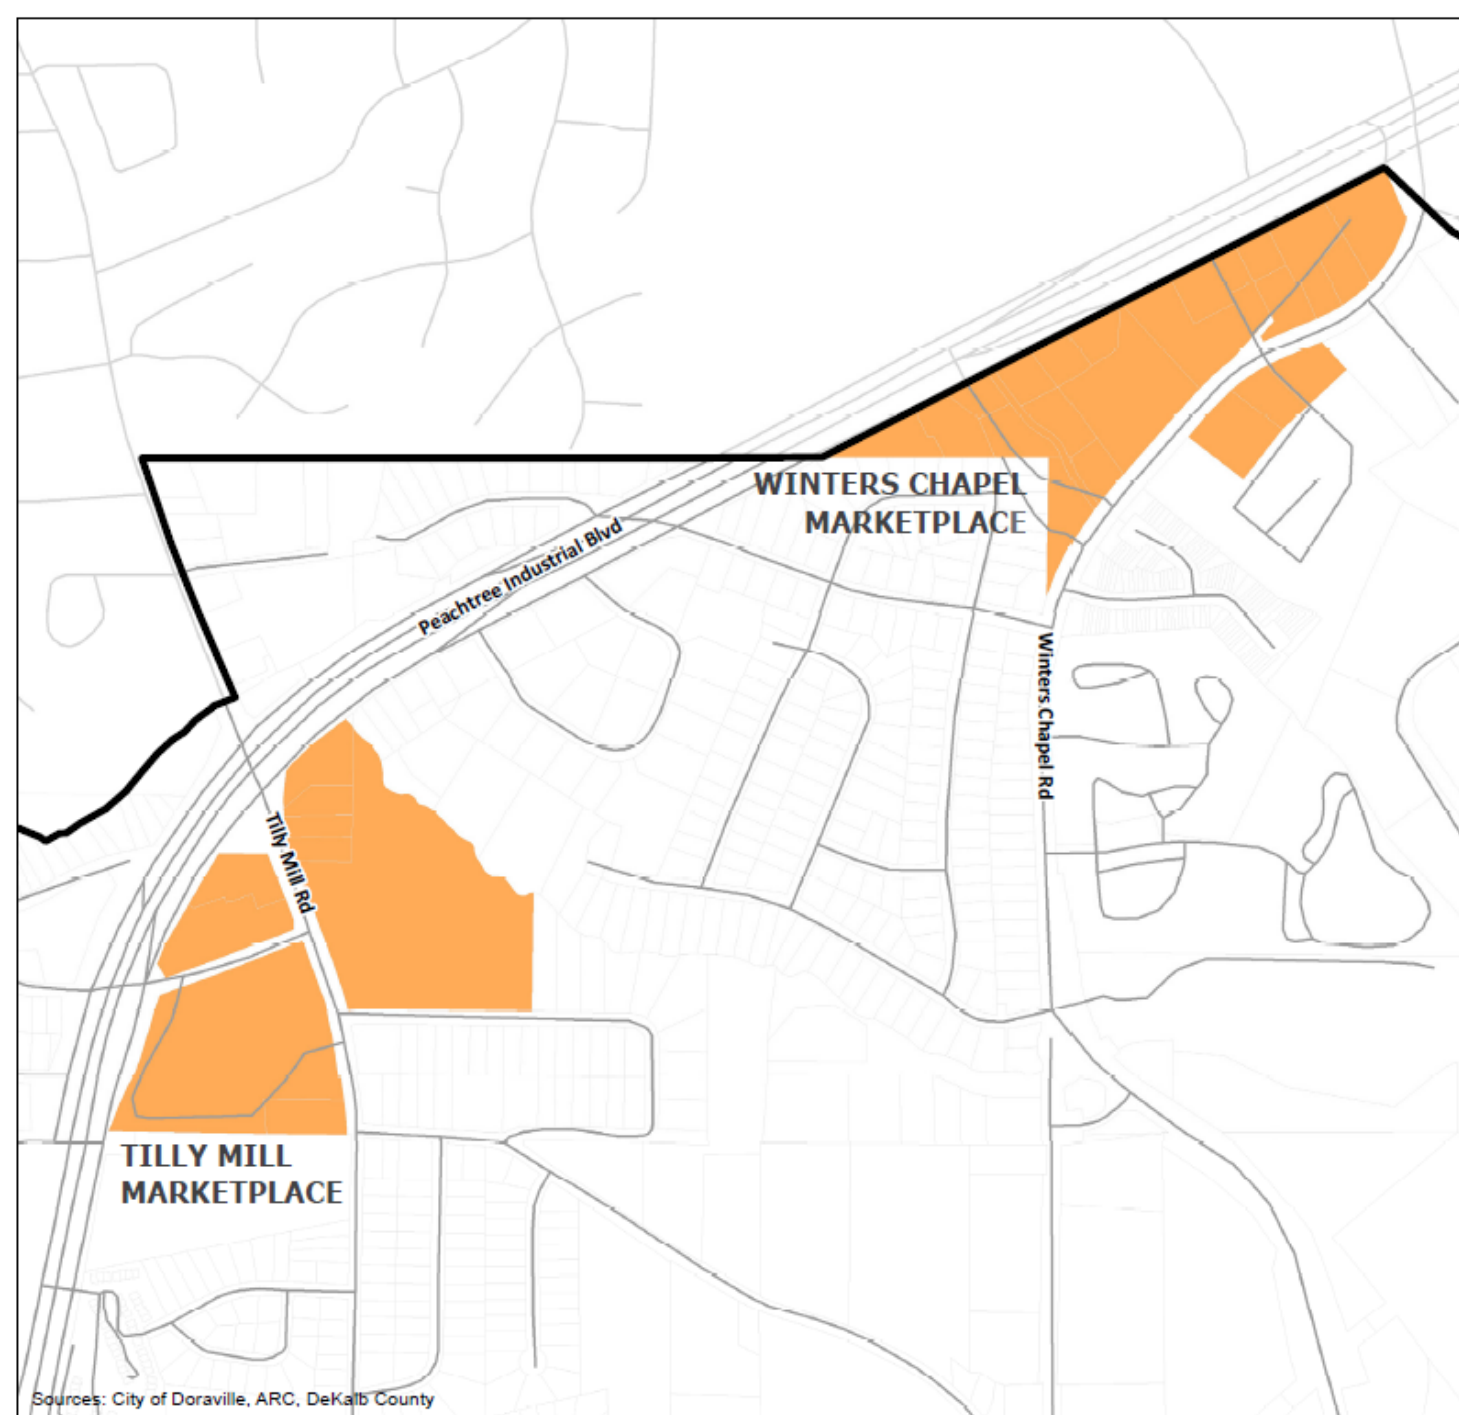 WINTERS CHAPEL
MARKETPLACE
Peachtree Industrial Blvd
Winters Chapel Rd
Tilly Mill Rd
TILLY MILL
MARKETPLACE
Sources: City of Doraville, ARC, DeKalb County